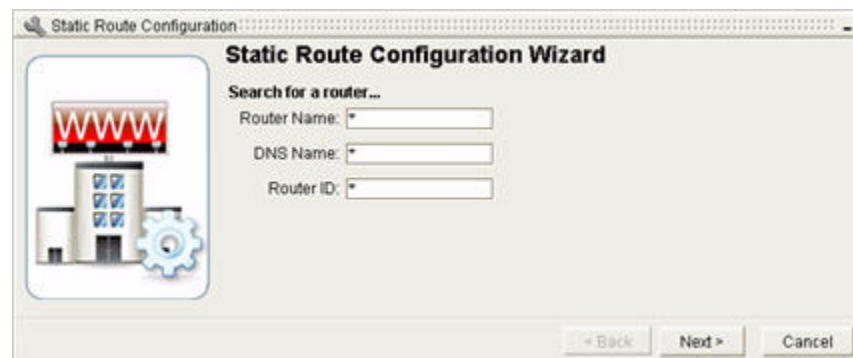 Static Route Configuration
Static Route Configuration Wizard
Search for a router...
Router Name: *
DNS Name: *
Router ID: *
WWW
< Back Next > Cancel